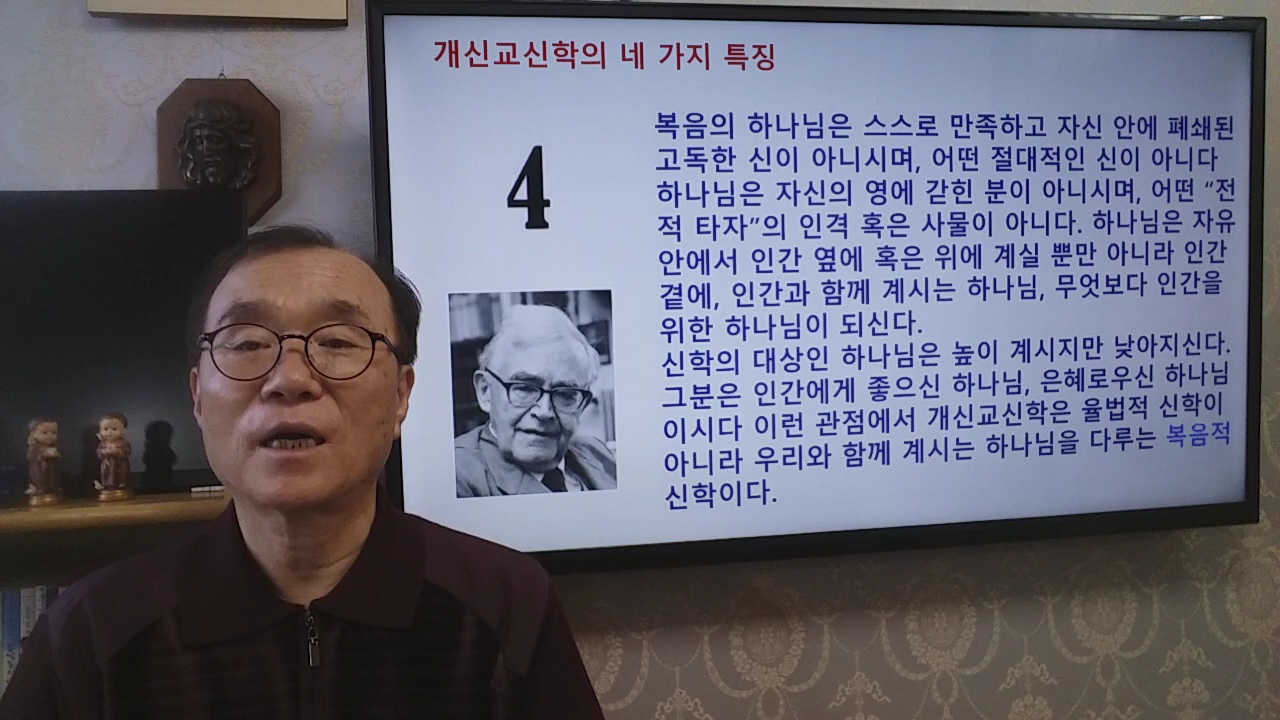 개신교신학의 네 가지 특징
4
복음의 하나님은 스스로 만족하고 자신 안에 폐쇄된
고독한 신이 아니시며, 어떤 절대적인 신이 아니다
하나님은 자신의 영에 갇힌 분이 아니시며, 어떤 “전
적 타자”의 인격 혹은 사물이 아니다. 하나님은 자유
안에서 인간 옆에 혹은 위에 계실 뿐만 아니라 인간
곁에, 인간과 함께 계시는 하나님, 무엇보다 인간을
위한 하나님이 되신다.
신학의 대상인 하나님은 높이 계시지만 낮아지신다.
그분은 인간에게 좋으신 하나님, 은혜로우신 하나님
이시다 이런 관점에서 개신교신학은 율법적 신학이
아니라 우리와 함께 계시는 하나님을 다루는 복음적
신학이다.